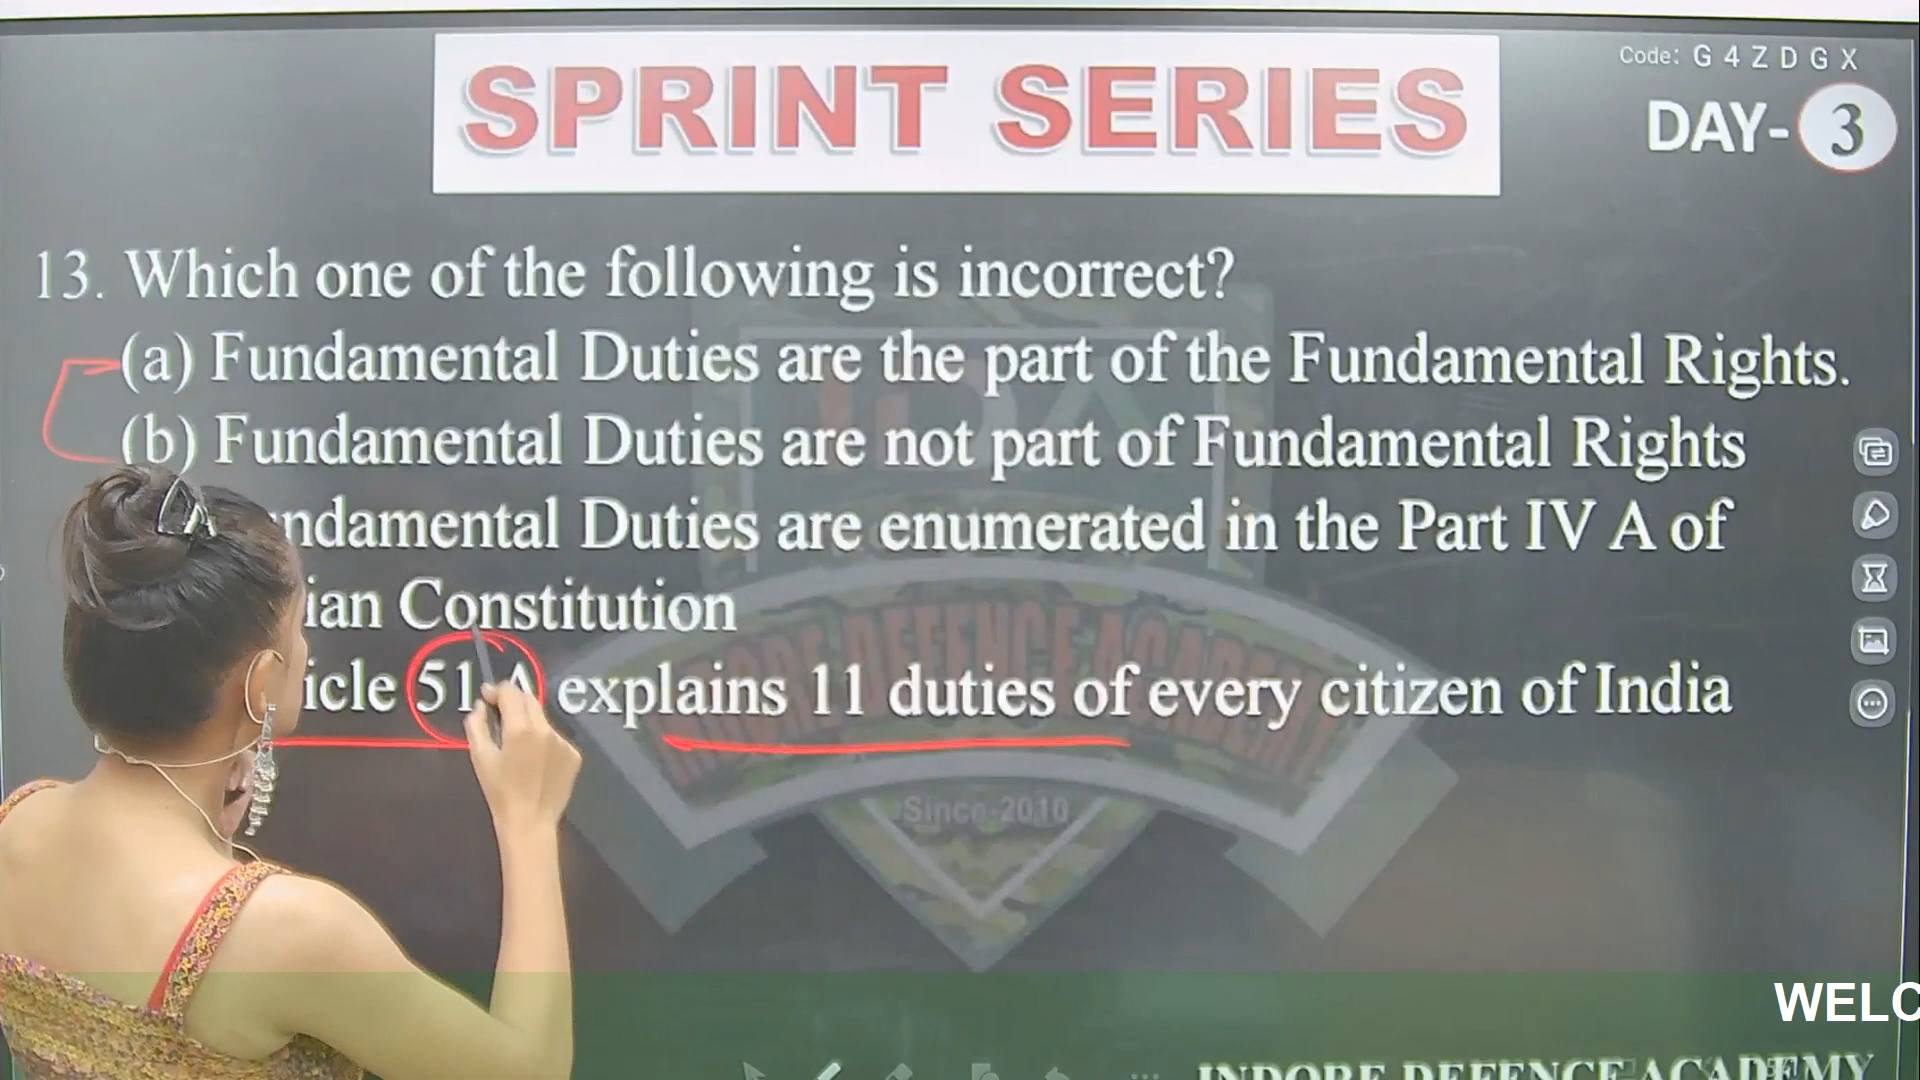 Code: G 4 Z D G X
SPRINT SERIES
DAY- 3
13. Which one of the following is incorrect?
(a) Fundamental Duties are the part of the Fundamental Rights.
(b) Fundamental Duties are not part of Fundamental Rights
ndamental Duties are enumerated in the Part IV A of
ian Constitution
icle 51 A explains 11 duties of every citizen of India
INDORE DEFENCE ACADEMY
Since-2010
WELC
INDORE DEFENCE ACADEMY